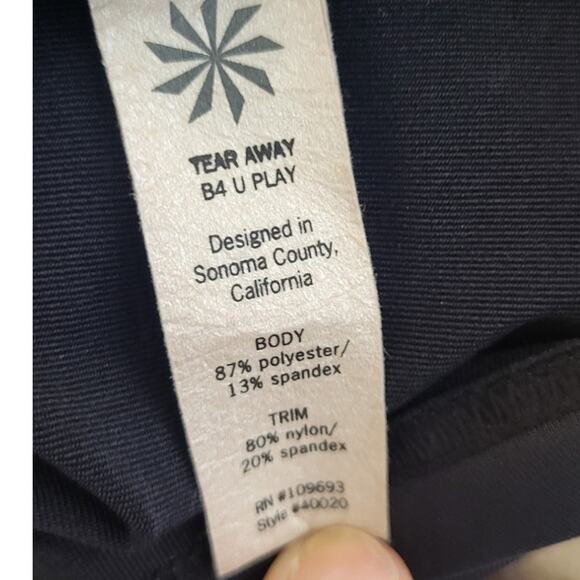 TEAR AWAY
B4 U PLAY
Designed in
Sonoma County,
California
BODY
87% polyester/
13% spandex
TRIM
80% nylon/
20% spandex
RN #109693
Style #40020